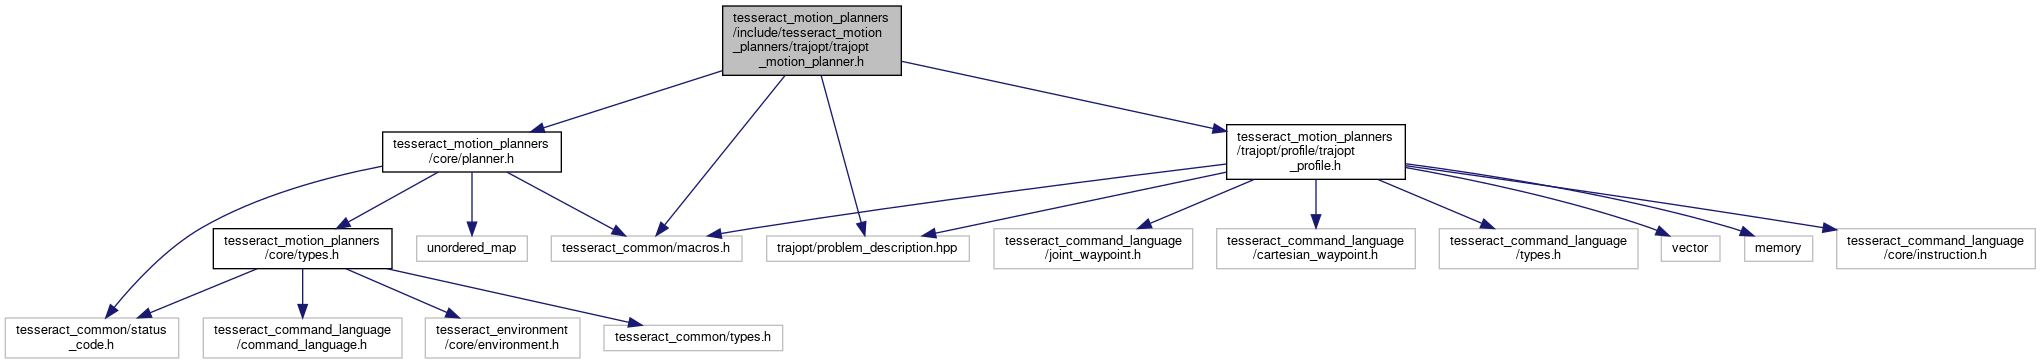 tesseract_motion_planners
/include/tesseract_motion
_planners/trajopt/trajopt
_motion_planner.h
tesseract_motion_planners
/core/planner.h
tesseract_motion_planners
/trajopt/profile/trajopt
_profile.h
tesseract_motion_planners
/core/types.h
unordered_map
tesseract_common/macros.h
trajopt/problem_description.hpp
tesseract_command_language
/joint_waypoint.h
tesseract_command_language
/cartesian_waypoint.h
tesseract_command_language
/types.h
vector
memory
tesseract_command_language
/core/instruction.h
tesseract_common/status
_code.h
tesseract_command_language
/command_language.h
tesseract_environment
/core/environment.h
tesseract_common/types.h